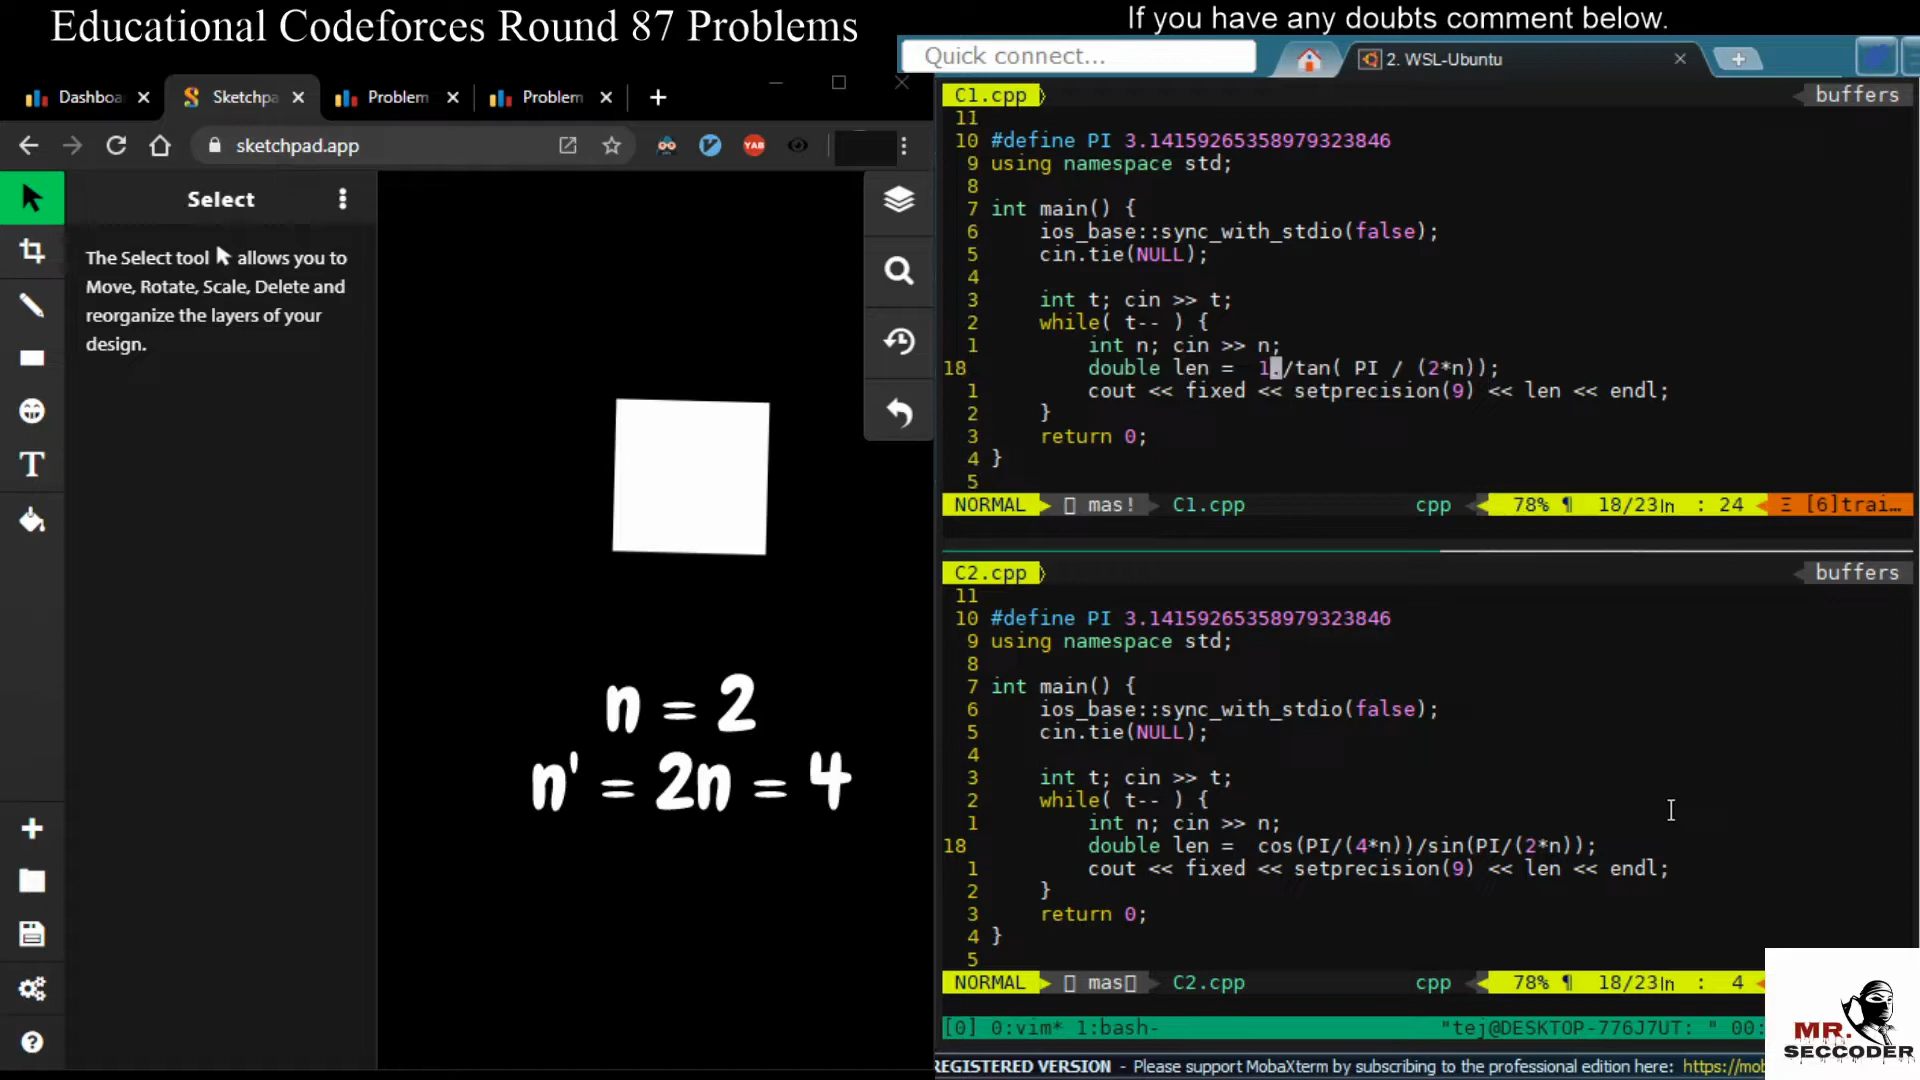 Educational Codeforces Round 87 Problems
If you have any doubts comment below.
Dashboa
Sketchpa
Problem
Problem
sketchpad.app
YAB
Select
The Select tool allows you to
Move, Rotate, Scale, Delete and
reorganize the layers of your
design.
n = 2
n' = 2n = 4
Quick connect...
2. WSL-Ubuntu
C1.cpp
buffers
11
10 #define PI 3.14159265358979323846
9 using namespace std;
8
7 int main() {
6 ios_base::sync_with_stdio(false);
5 cin.tie(NULL);
4
3 int t; cin >> t;
2 while( t-- ) {
1 int n; cin >> n;
18 double len = 1./tan( PI / (2*n));
1 cout << fixed << setprecision(9) << len << endl;
2 }
3 return 0;
4 }
5
NORMAL mas! C1.cpp cpp 78% ¶ 18/23㏑ : 24 Ξ [6]trai…
C2.cpp
buffers
11
10 #define PI 3.14159265358979323846
9 using namespace std;
8
7 int main() {
6 ios_base::sync_with_stdio(false);
5 cin.tie(NULL);
4
3 int t; cin >> t;
2 while( t-- ) {
1 int n; cin >> n;
18 double len = cos(PI/(4*n))/sin(PI/(2*n));
1 cout << fixed << setprecision(9) << len << endl;
2 }
3 return 0;
4 }
5
NORMAL mas C2.cpp cpp 78% ¶ 18/23㏑ : 4
[0] 0:vim* 1:bash- "tej@DESKTOP-776J7UT: " 00:
REGISTERED VERSION - Please support MobaXterm by subscribing to the professional edition here: https://mob
MR.
SECCODER